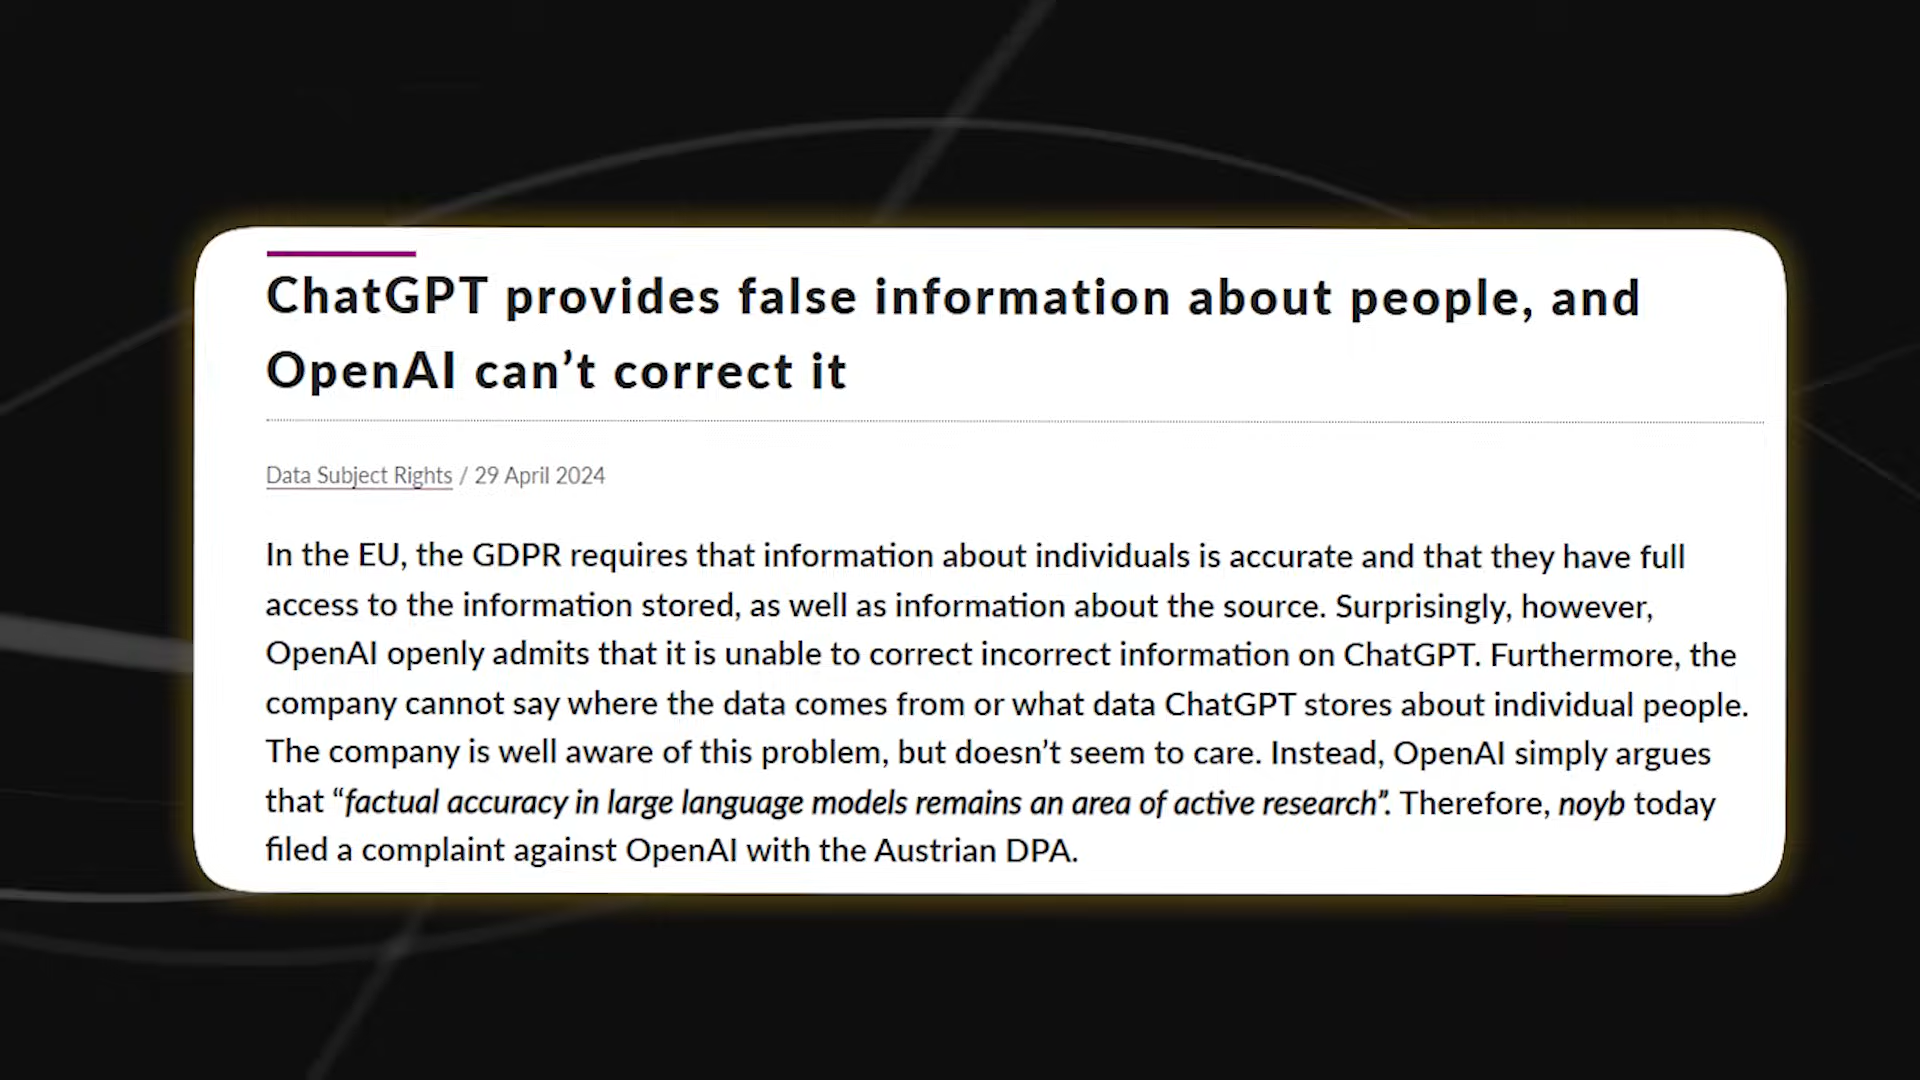 ChatGPT provides false information about people, and
OpenAI can’t correct it
Data Subject Rights / 29 April 2024
In the EU, the GDPR requires that information about individuals is accurate and that they have full
access to the information stored, as well as information about the source. Surprisingly, however,
OpenAI openly admits that it is unable to correct incorrect information on ChatGPT. Furthermore, the
company cannot say where the data comes from or what data ChatGPT stores about individual people.
The company is well aware of this problem, but doesn’t seem to care. Instead, OpenAI simply argues
that “factual accuracy in large language models remains an area of active research”. Therefore, noyb today
filed a complaint against OpenAI with the Austrian DPA.